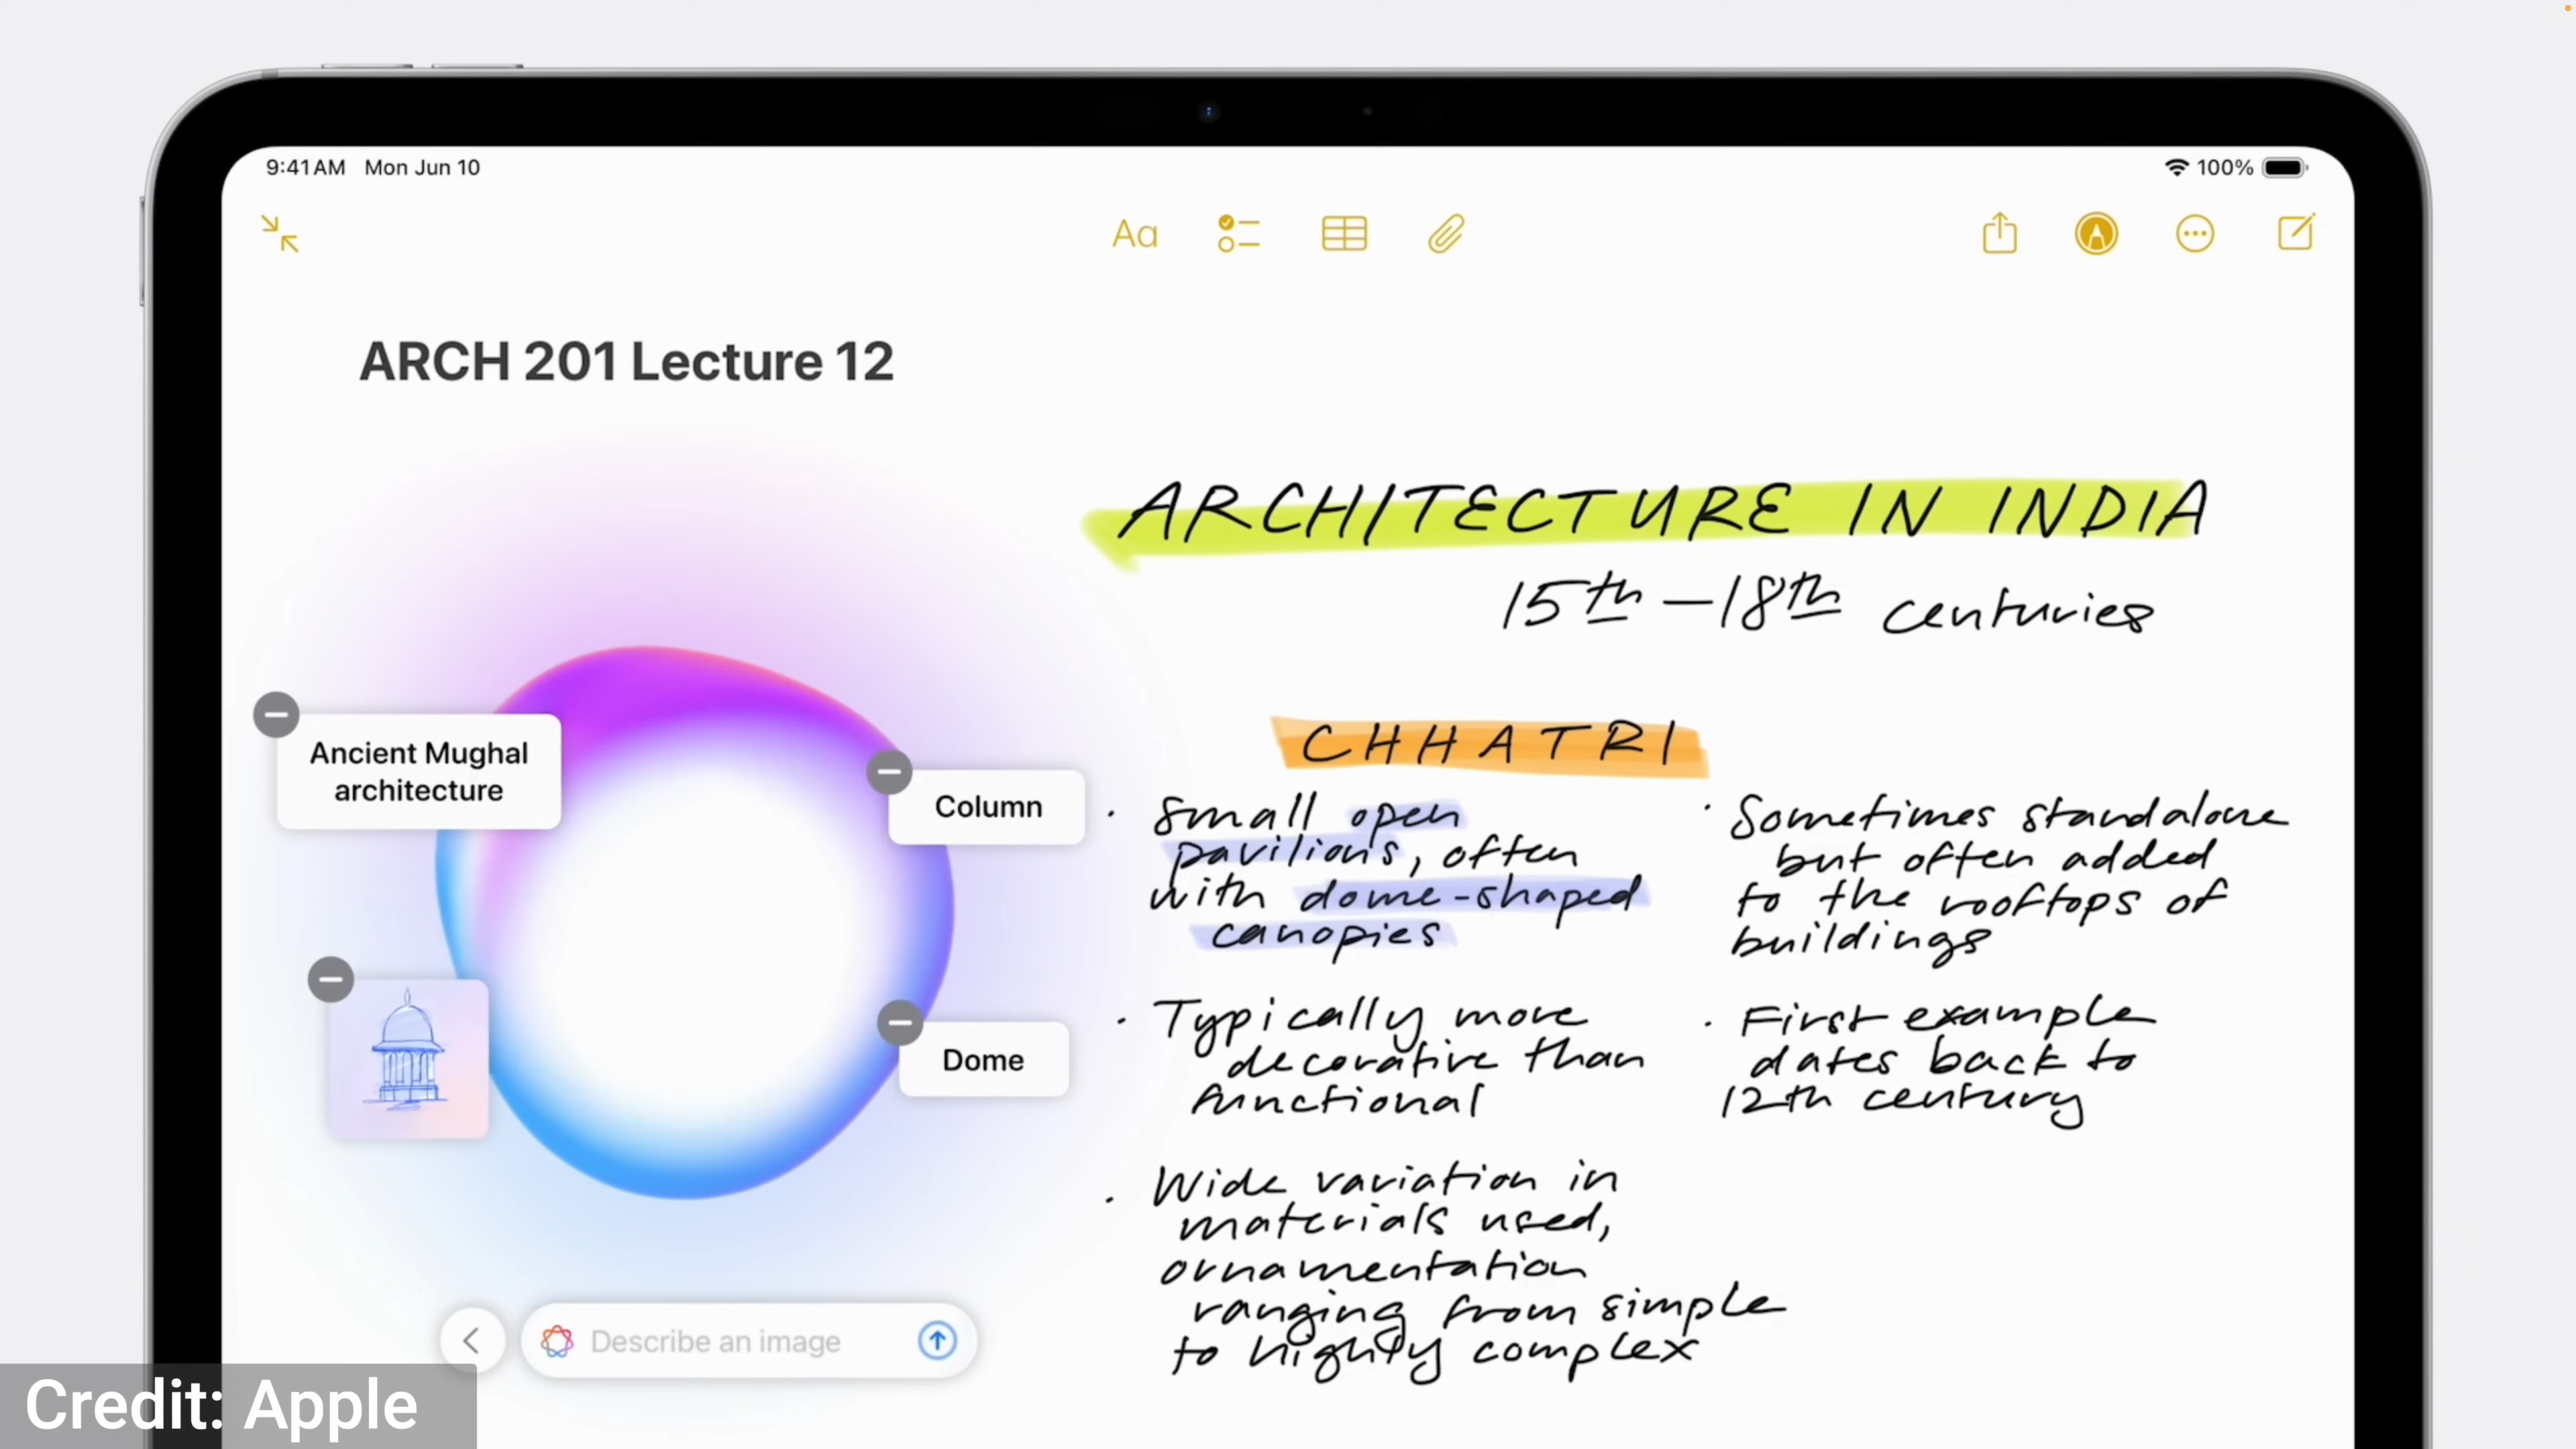 9:41 AM Mon Jun 10
100%
Aa
ARCH 201 Lecture 12
ARCHITECTURE IN INDIA
15th – 18th centuries
Ancient Mughal
architecture
Column
Dome
CHHATRI
· Small open
pavilions, often
with dome-shaped
canopies
· Typically more
decorative than
functional
· Wide variation in
materials used,
ornamentation
ranging from simple
to highly complex
· Sometimes standalone
but often added
to the rooftops of
buildings
· First example
dates back to
12th century
Describe an image
Credit: Apple